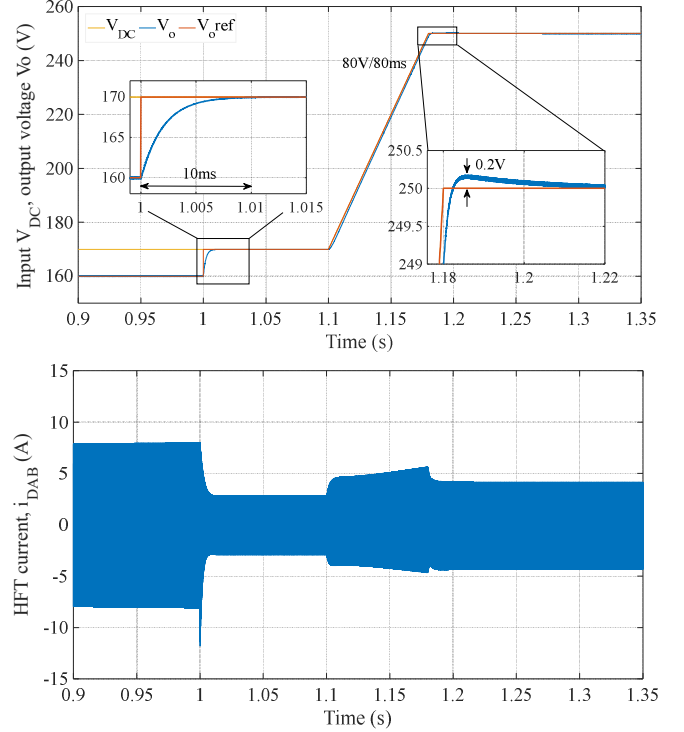 V_DC V_o V_o ref
Input V_DC, output voltage Vo (V)
260
240
220
200
180
160
80V/80ms
170
165
160
10ms
1 1.005 1.01 1.015
250.5
250
249.5
249
0.2V
1.18 1.2 1.22
0.9 0.95 1 1.05 1.1 1.15 1.2 1.25 1.3 1.35
Time (s)
HFT current, i_DAB (A)
15
10
5
0
-5
-10
-15
0.9 0.95 1 1.05 1.1 1.15 1.2 1.25 1.3 1.35
Time (s)